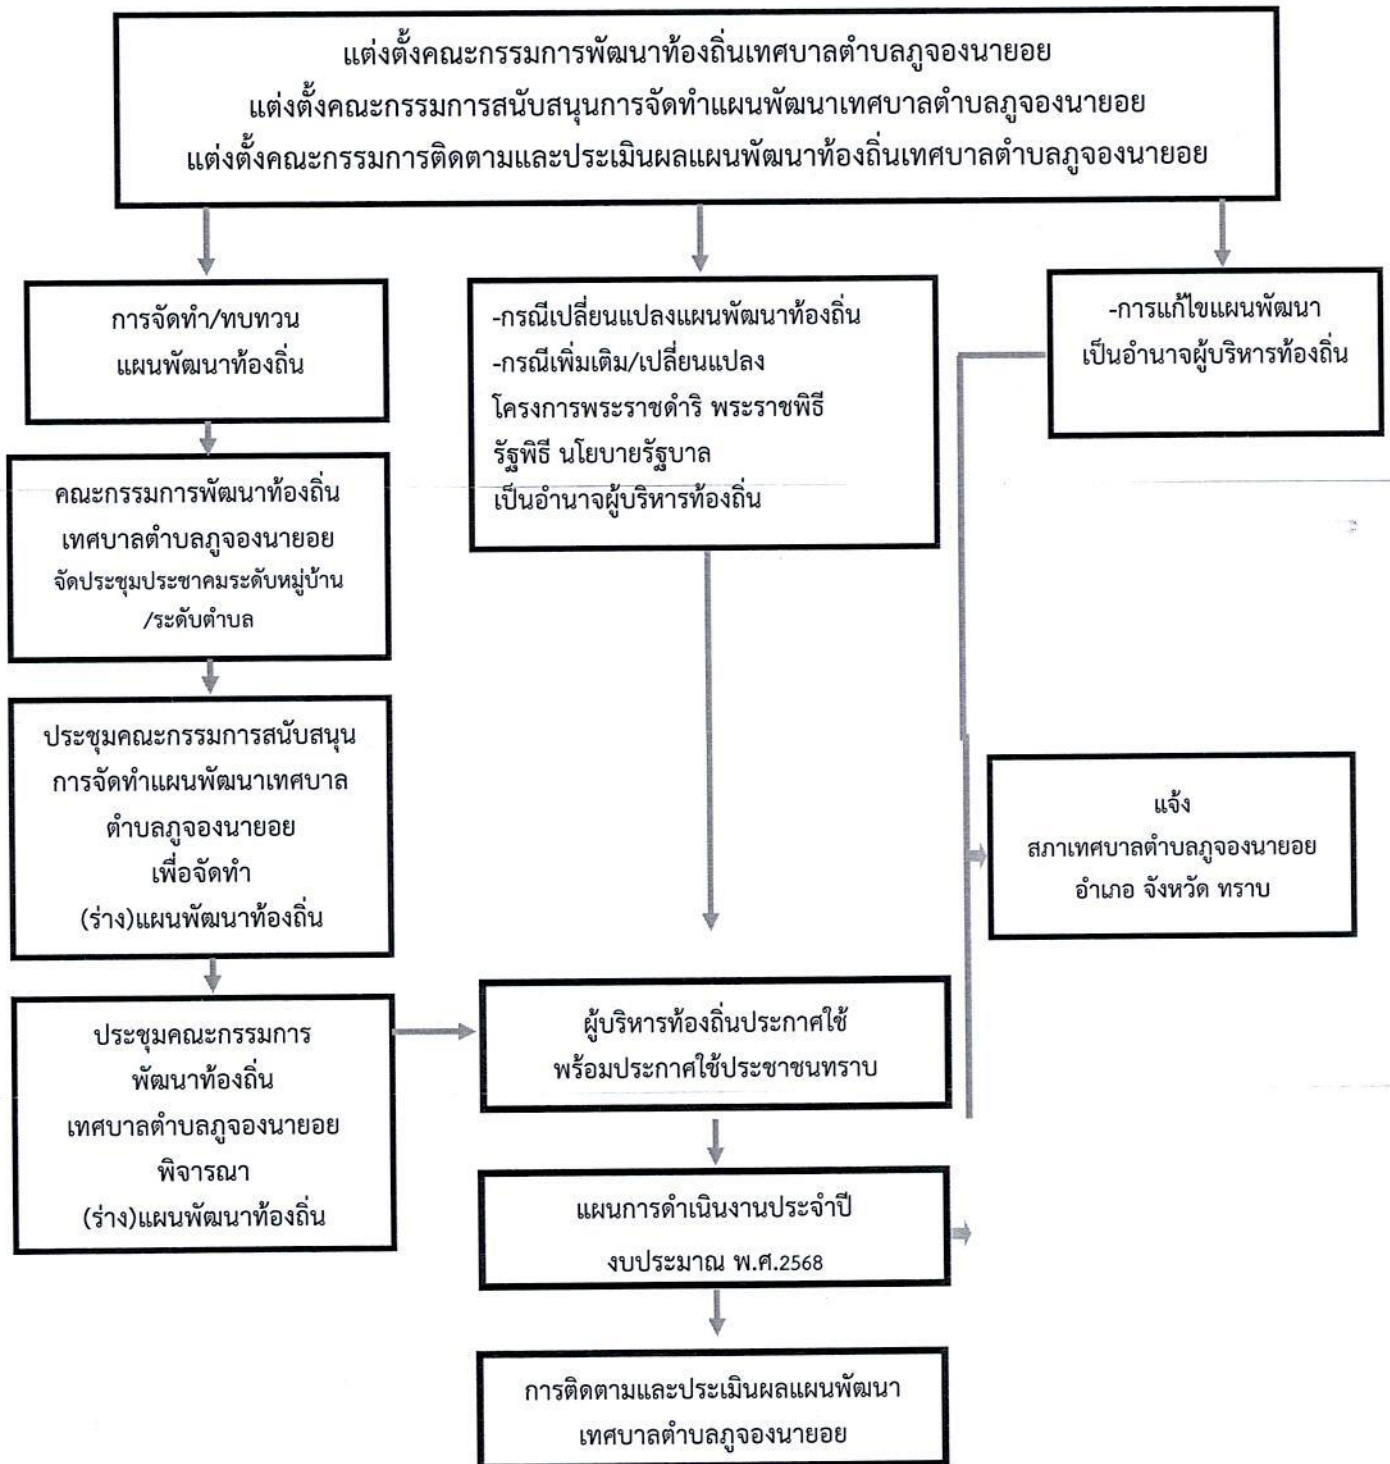 แต่งตั้งคณะกรรมการพัฒนาท้องถิ่นเทศบาลตำบลภูจองนายอย
แต่งตั้งคณะกรรมการสนับสนุนการจัดทำแผนพัฒนาเทศบาลตำบลภูจองนายอย
แต่งตั้งคณะกรรมการติดตามและประเมินผลแผนพัฒนาท้องถิ่นเทศบาลตำบลภูจองนายอย
การจัดทำ/ทบทวน
แผนพัฒนาท้องถิ่น
คณะกรรมการพัฒนาท้องถิ่น
เทศบาลตำบลภูจองนายอย
จัดประชุมประชาคมระดับหมู่บ้าน
/ระดับตำบล
ประชุมคณะกรรมการสนับสนุน
การจัดทำแผนพัฒนาเทศบาล
ตำบลภูจองนายอย
เพื่อจัดทำ
(ร่าง)แผนพัฒนาท้องถิ่น
ประชุมคณะกรรมการ
พัฒนาท้องถิ่น
เทศบาลตำบลภูจองนายอย
พิจารณา
(ร่าง)แผนพัฒนาท้องถิ่น
-กรณีเปลี่ยนแปลงแผนพัฒนาท้องถิ่น
-กรณีเพิ่มเติม/เปลี่ยนแปลง
โครงการพระราชดำริ พระราชพิธี
รัฐพิธี นโยบายรัฐบาล
เป็นอำนาจผู้บริหารท้องถิ่น
ผู้บริหารท้องถิ่นประกาศใช้
พร้อมประกาศใช้ประชาชนทราบ
แผนการดำเนินงานประจำปี
งบประมาณ พ.ศ.2568
การติดตามและประเมินผลแผนพัฒนา
เทศบาลตำบลภูจองนายอย
-การแก้ไขแผนพัฒนา
เป็นอำนาจผู้บริหารท้องถิ่น
แจ้ง
สภาเทศบาลตำบลภูจองนายอย
อำเภอ จังหวัด ทราบ